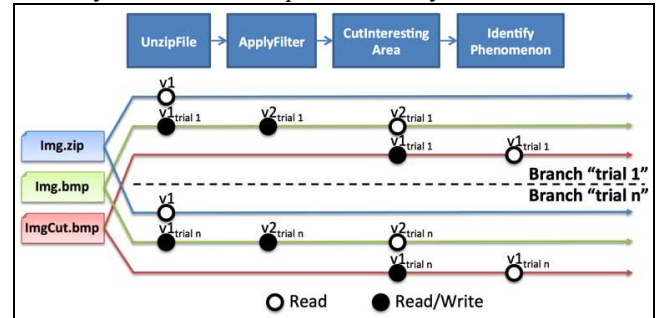 UnzipFile
ApplyFilter
CutInteresting
Area
Identify
Phenomenon
v1
v1trial 1
v2trial 1
v2trial 1
v1trial 1
v1trial 1
Img.zip
Img.bmp
ImgCut.bmp
Branch “trial 1”
Branch “trial n”
v1
v1trial n
v2trial n
v2trial n
v1trial n
v1trial n
Read
Read/Write